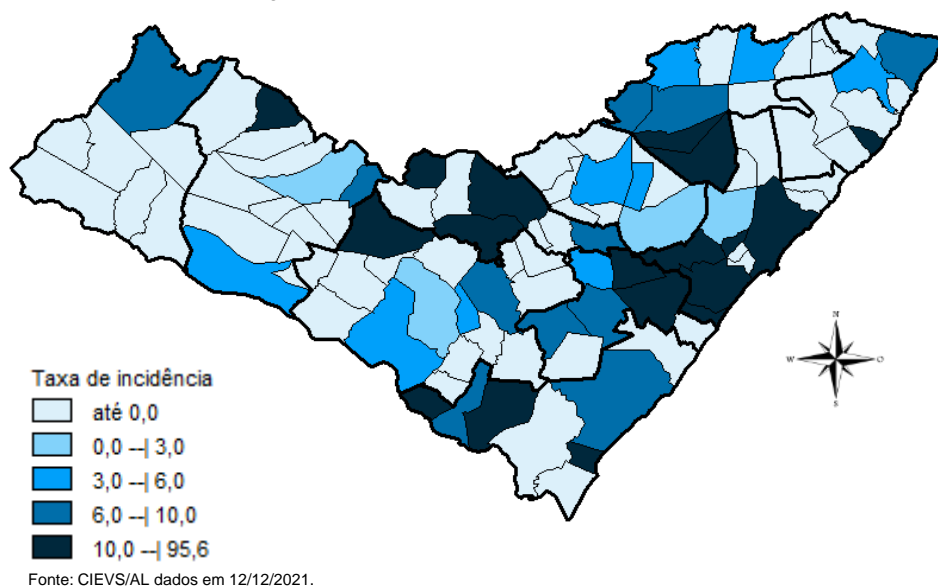 N
W
O
S
Taxa de incidência
até 0,0
0,0 --| 3,0
3,0 --| 6,0
6,0 --| 10,0
10,0 --| 95,6
Fonte: CIEVS/AL dados em 12/12/2021.